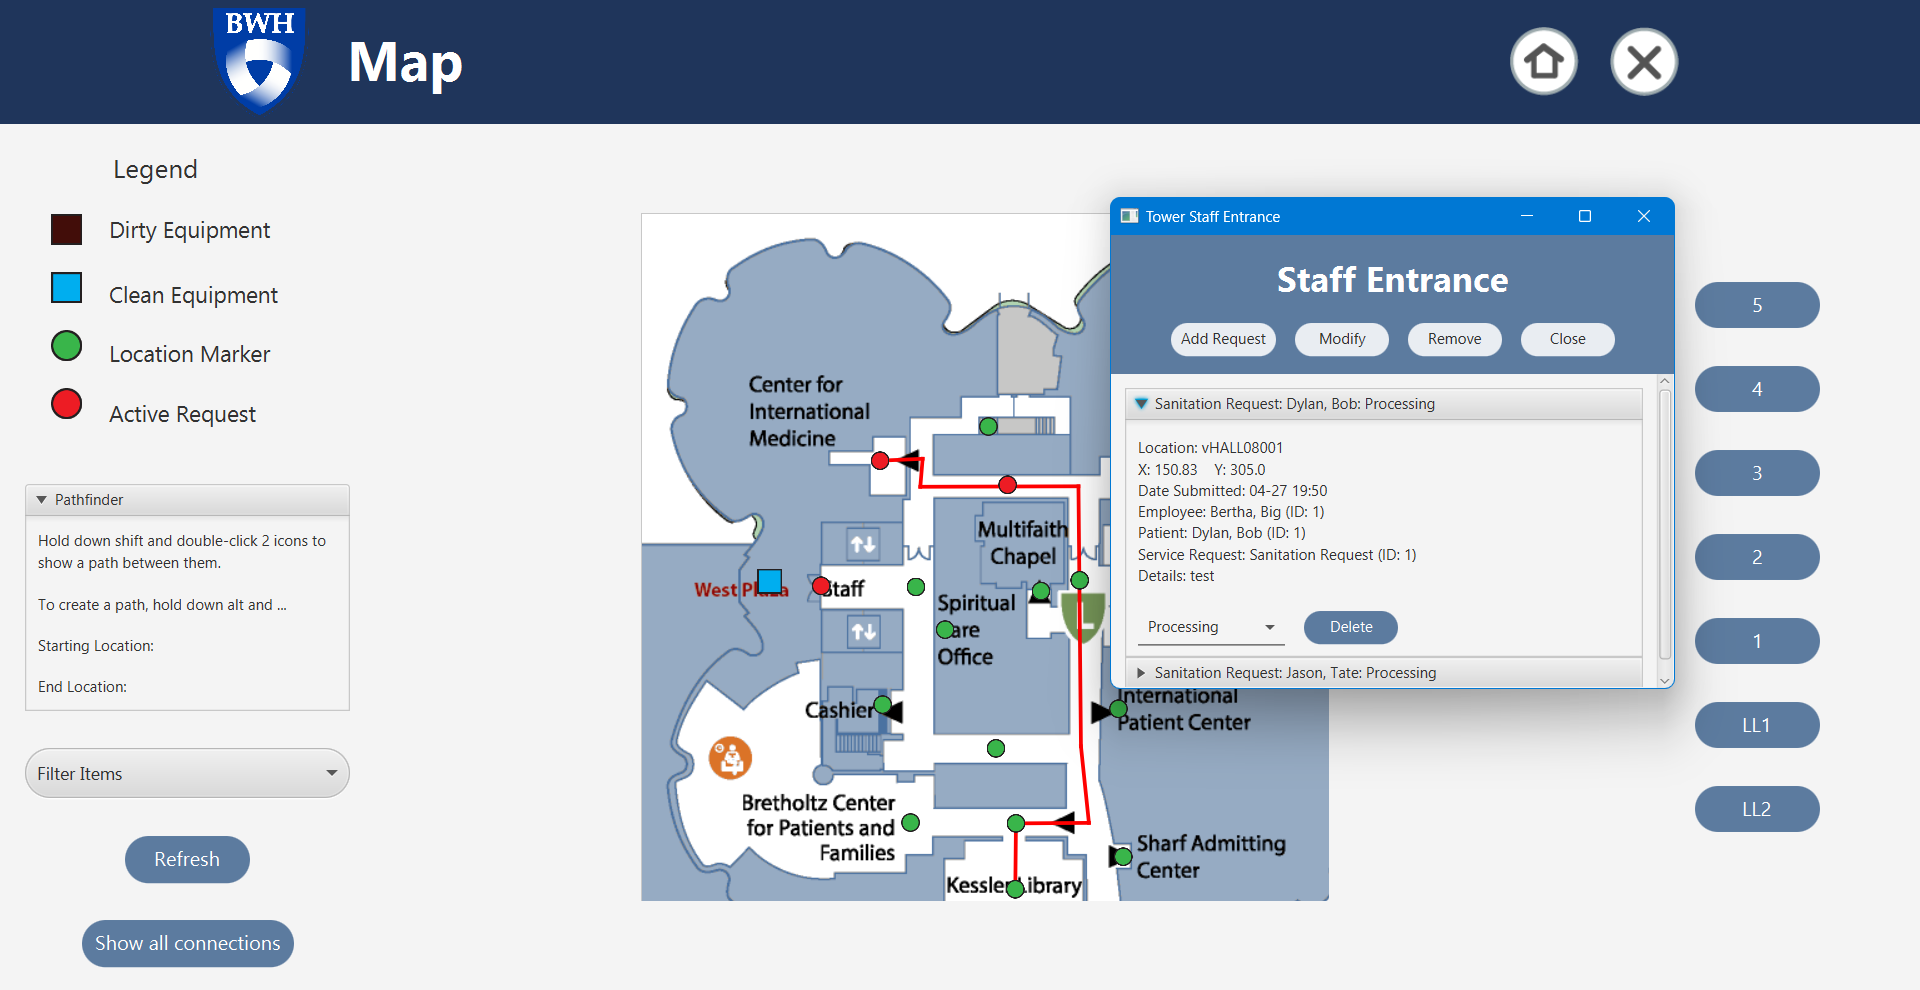 BWH
Map
Legend
Dirty Equipment
Clean Equipment
Location Marker
Active Request
Pathfinder
Hold down shift and double-click 2 icons to
show a path between them.
To create a path, hold down alt and ...
Starting Location:
End Location:
Filter Items
Refresh
Show all connections
Center for
International
Medicine
Multifaith
Chapel
West Plaza
Staff
Spiritual
Care
Office
Cashier
International
Patient Center
Bretholtz Center
for Patients and
Families
Sharf Admitting
Center
Kessler Library
L
Tower Staff Entrance
Staff Entrance
Add Request
Modify
Remove
Close
Sanitation Request: Dylan, Bob: Processing
Location: vHALL08001
X: 150.83 Y: 305.0
Date Submitted: 04-27 19:50
Employee: Bertha, Big (ID: 1)
Patient: Dylan, Bob (ID: 1)
Service Request: Sanitation Request (ID: 1)
Details: test
Processing
Delete
Sanitation Request: Jason, Tate: Processing
5
4
3
2
1
LL1
LL2